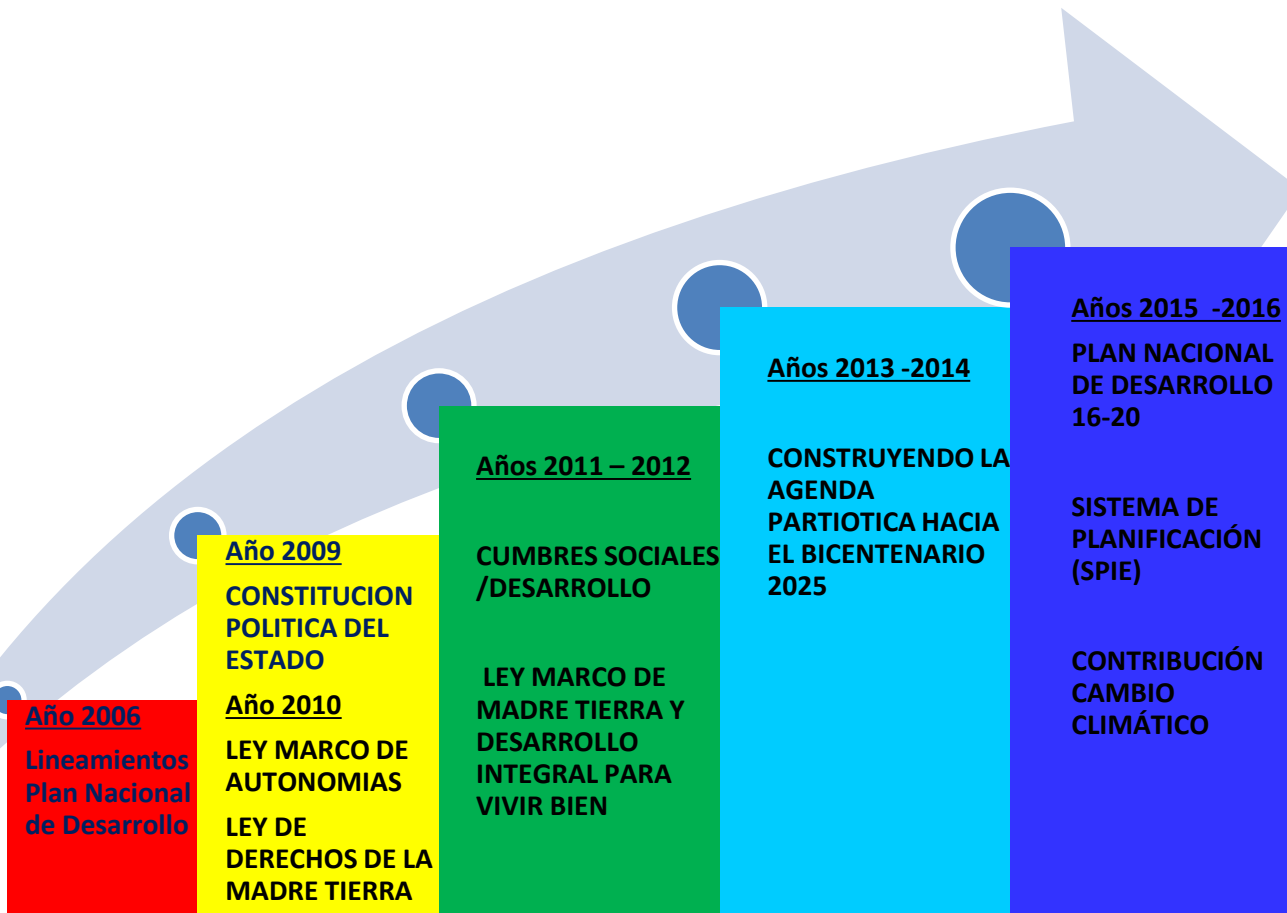 Año 2006
Lineamientos
Plan Nacional
de Desarrollo
Año 2009
CONSTITUCION
POLITICA DEL
ESTADO
Año 2010
LEY MARCO DE
AUTONOMIAS
LEY DE
DERECHOS DE LA
MADRE TIERRA
Años 2011 – 2012
CUMBRES SOCIALES
/DESARROLLO
LEY MARCO DE
MADRE TIERRA Y
DESARROLLO
INTEGRAL PARA
VIVIR BIEN
Años 2013 -2014
CONSTRUYENDO LA
AGENDA
PARTIOTICA HACIA
EL BICENTENARIO
2025
Años 2015 -2016
PLAN NACIONAL
DE DESARROLLO
16-20
SISTEMA DE
PLANIFICACIÓN
(SPIE)
CONTRIBUCIÓN
CAMBIO
CLIMÁTICO